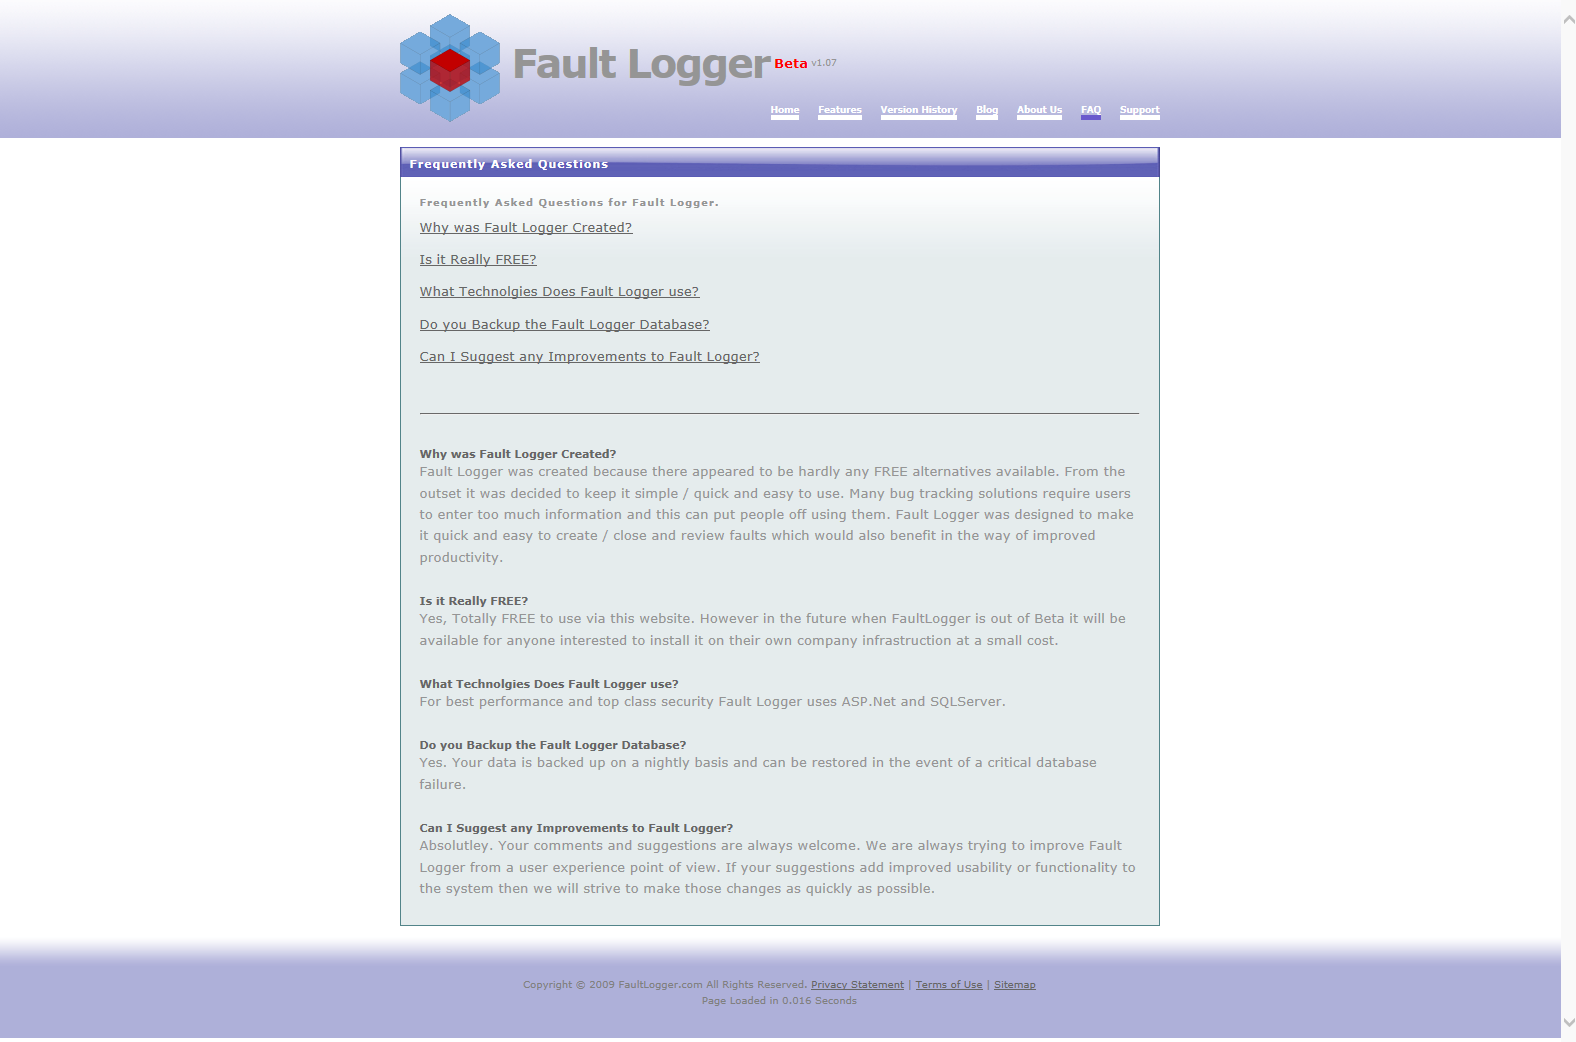 Fault Logger Beta v1.07
Home Features Version History Blog About Us FAQ Support
Frequently Asked Questions
Frequently Asked Questions for Fault Logger.
Why was Fault Logger Created?
Is it Really FREE?
What Technolgies Does Fault Logger use?
Do you Backup the Fault Logger Database?
Can I Suggest any Improvements to Fault Logger?
Why was Fault Logger Created?
Fault Logger was created because there appeared to be hardly any FREE alternatives available. From the
outset it was decided to keep it simple / quick and easy to use. Many bug tracking solutions require users
to enter too much information and this can put people off using them. Fault Logger was designed to make
it quick and easy to create / close and review faults which would also benefit in the way of improved
productivity.
Is it Really FREE?
Yes, Totally FREE to use via this website. However in the future when FaultLogger is out of Beta it will be
available for anyone interested to install it on their own company infrastruction at a small cost.
What Technolgies Does Fault Logger use?
For best performance and top class security Fault Logger uses ASP.Net and SQLServer.
Do you Backup the Fault Logger Database?
Yes. Your data is backed up on a nightly basis and can be restored in the event of a critical database
failure.
Can I Suggest any Improvements to Fault Logger?
Absolutley. Your comments and suggestions are always welcome. We are always trying to improve Fault
Logger from a user experience point of view. If your suggestions add improved usability or functionality to
the system then we will strive to make those changes as quickly as possible.
Copyright © 2009 FaultLogger.com All Rights Reserved. Privacy Statement | Terms of Use | Sitemap
Page Loaded in 0.016 Seconds